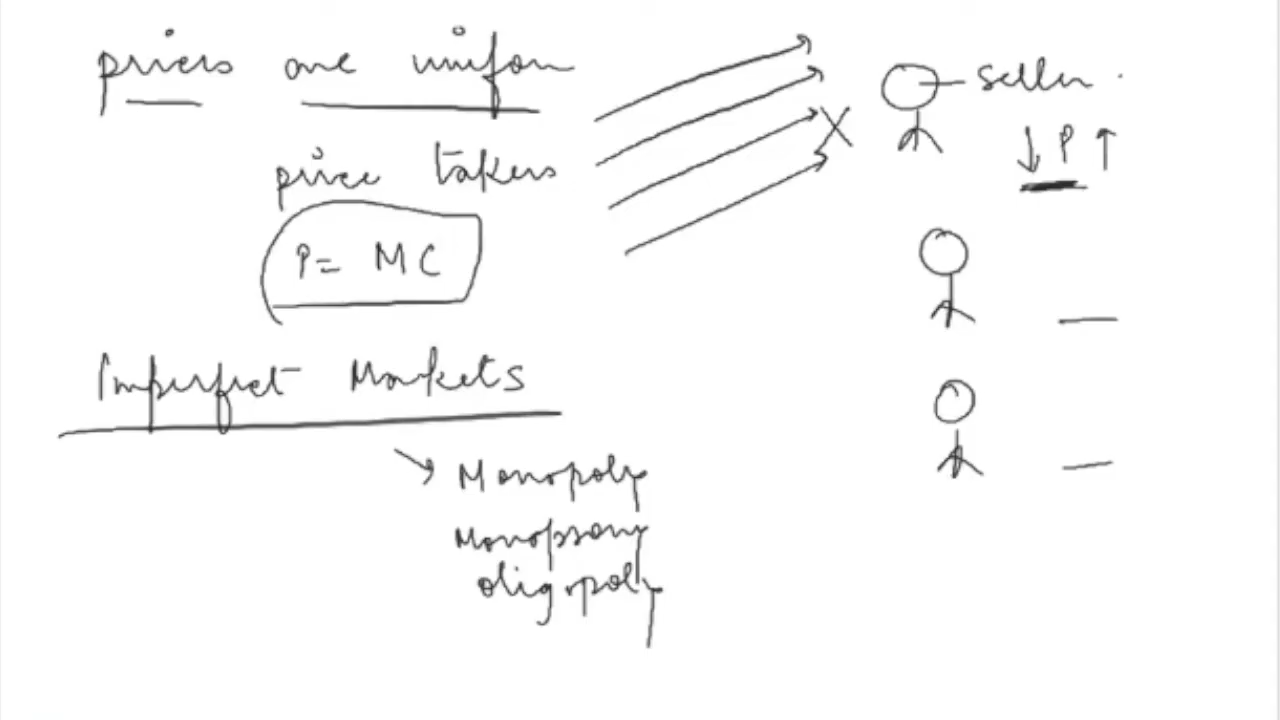 prices are uniform
price takers
P = MC
Imperfect Markets
→ Monopoly
Monopsony
oligopoly
X
seller
↓ P ↑